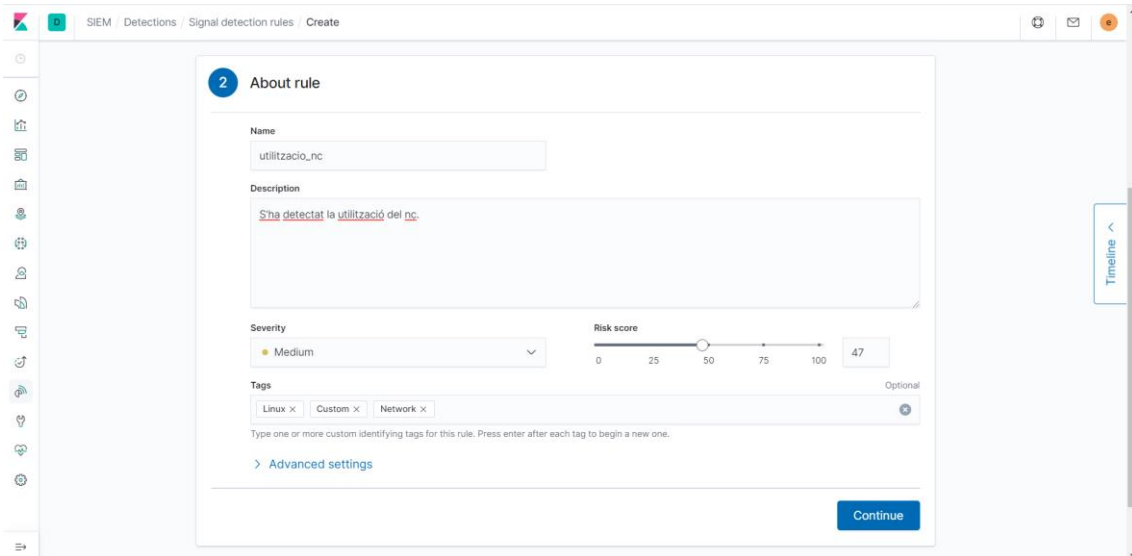 D SIEM / Detections / Signal detection rules / Create e
2 About rule
Name
utilitzacio_nc
Description
S'ha detectat la utilització del nc.
Severity Risk score
Medium 47
0 25 50 75 100
Tags Optional
Linux × Custom × Network ×
Type one or more custom identifying tags for this rule. Press enter after each tag to begin a new one.
> Advanced settings
Continue
Timeline